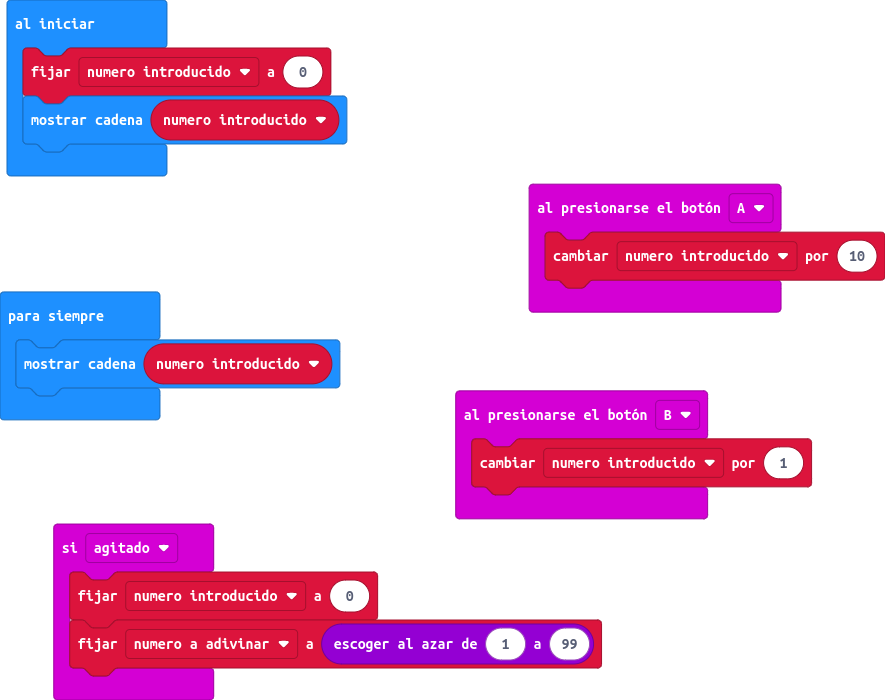 al iniciar
fijar numero introducido a 0
mostrar cadena numero introducido
al presionarse el botón A
cambiar numero introducido por 10
para siempre
mostrar cadena numero introducido
al presionarse el botón B
cambiar numero introducido por 1
si agitado
fijar numero introducido a 0
fijar numero a adivinar a escoger al azar de 1 a 99